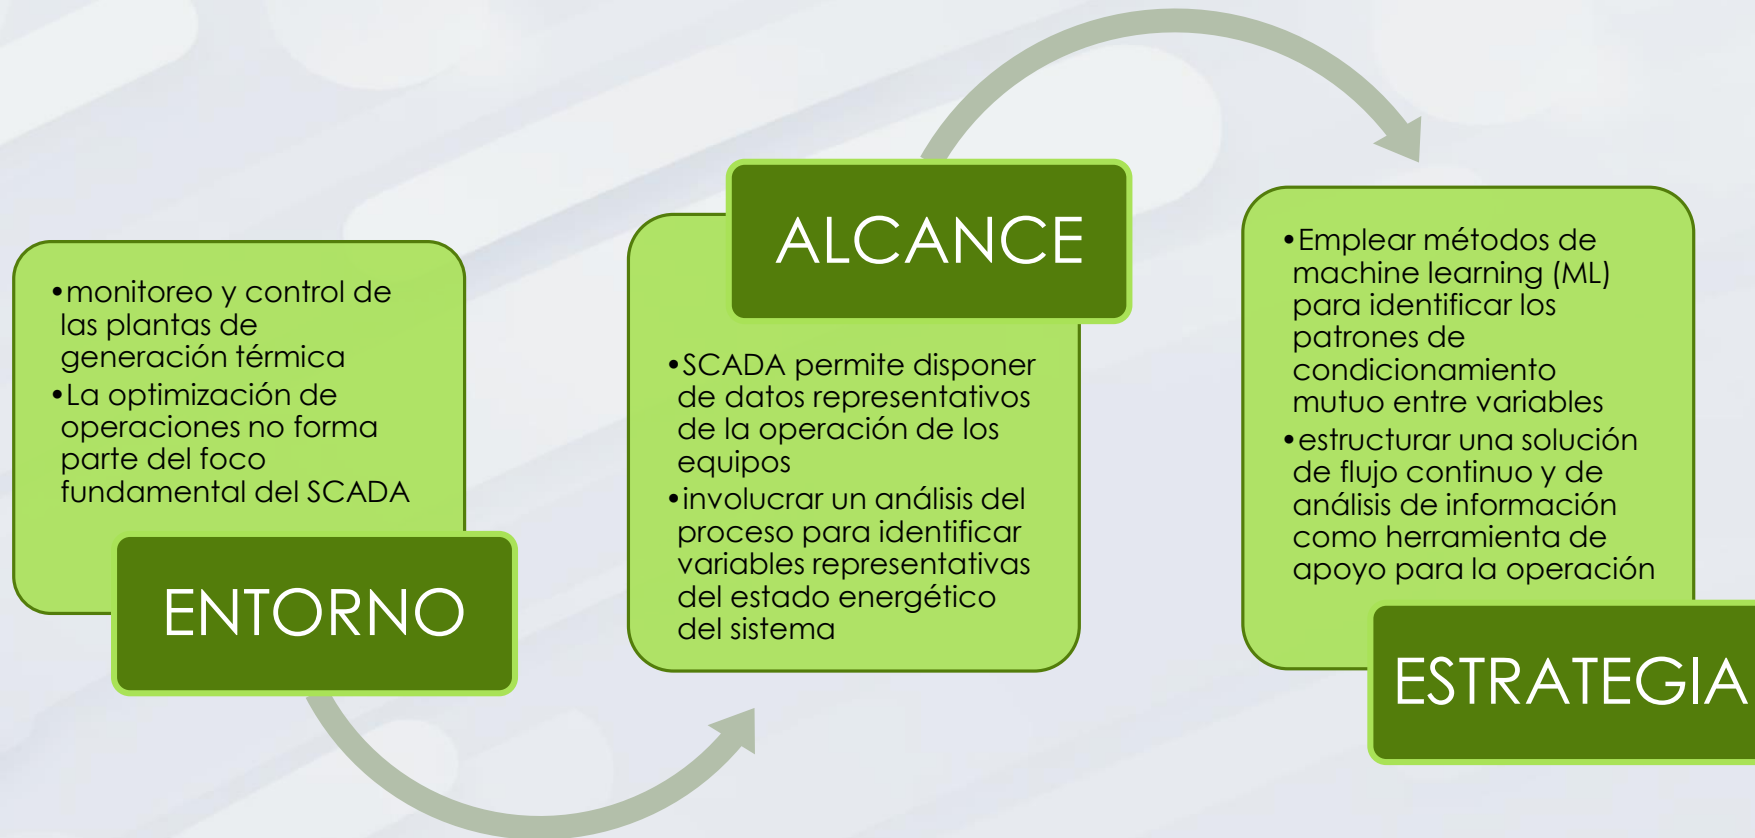 •monitoreo y control de
las plantas de
generación térmica
•La optimización de
operaciones no forma
parte del foco
fundamental del SCADA
ENTORNO
ALCANCE
•SCADA permite disponer
de datos representativos
de la operación de los
equipos
•involucrar un análisis del
proceso para identificar
variables representativas
del estado energético
del sistema
•Emplear métodos de
machine learning (ML)
para identificar los
patrones de
condicionamiento
mutuo entre variables
•estructurar una solución
de flujo continuo y de
análisis de información
como herramienta de
apoyo para la operación
ESTRATEGIA